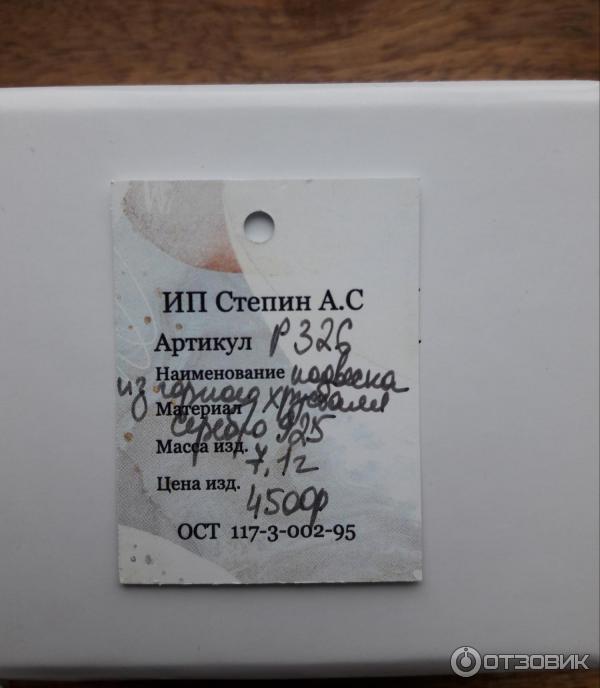 ИП Степин А.С
Артикул Р326
Наименование подвеска
из горного хрусталя
Материал
серебро 925
Масса изд. 7,1г
Цена изд. 4500р
ОСТ 117-3-002-95
ОТЗОВИК